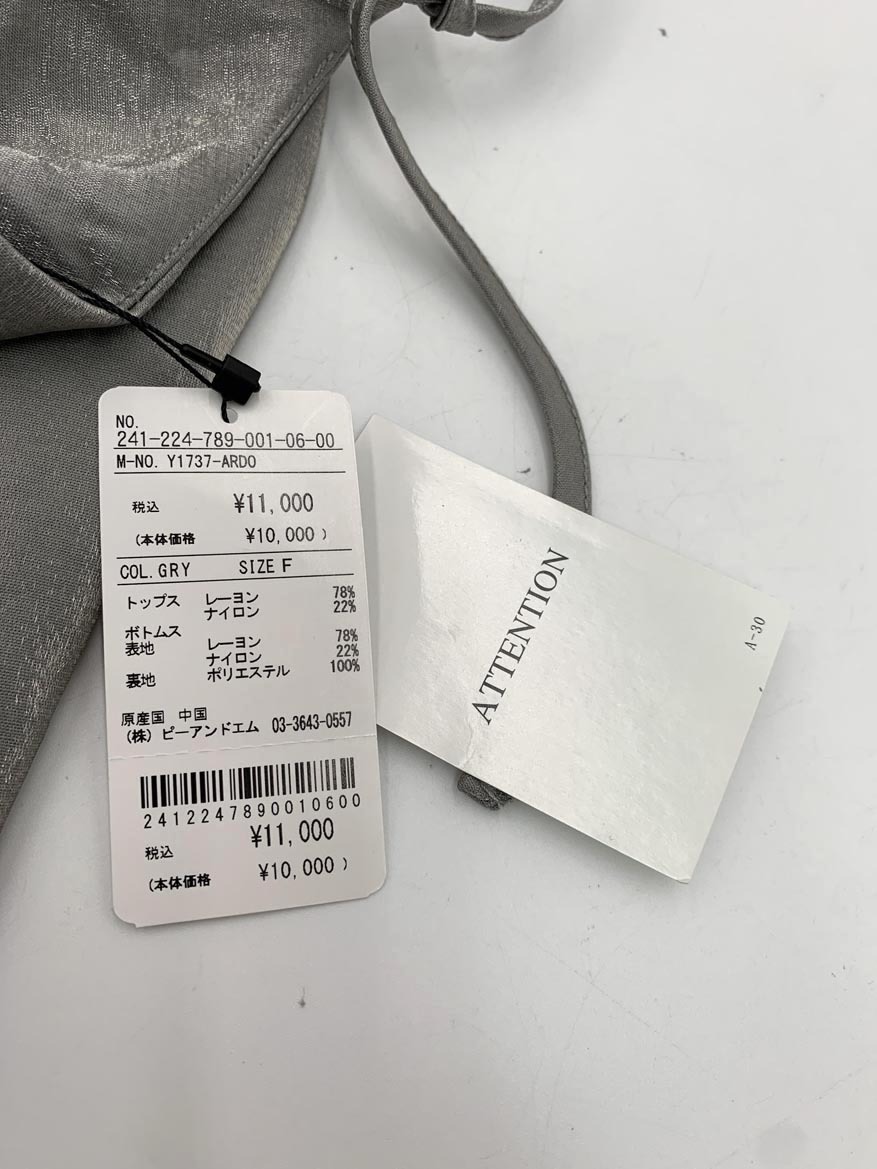 NO.
241-224-789-001-06-00
M-NO. Y1737-ARDO
税込 ¥11,000
(本体価格 ¥10,000 )
COL. GRY SIZE F
トップス レーヨン 78%
ナイロン 22%
ボトムス
表地 レーヨン 78%
ナイロン 22%
裏地 ポリエステル 100%
原産国 中国
(株) ピーアンドエム 03-3643-0557
241224789001060​0
税込 ¥11,000
(本体価格 ¥10,000 )
ATTENTION
A-30